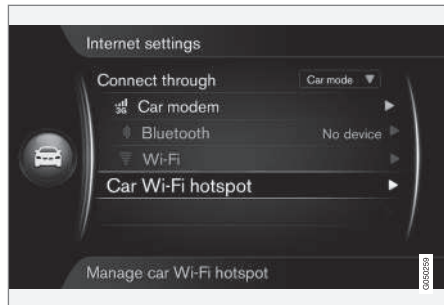 Internet settings
Connect through Car mode ▼
3G Car modem
Bluetooth No device
Wi-Fi
Car Wi-Fi hotspot
Manage car Wi-Fi hotspot
G050259